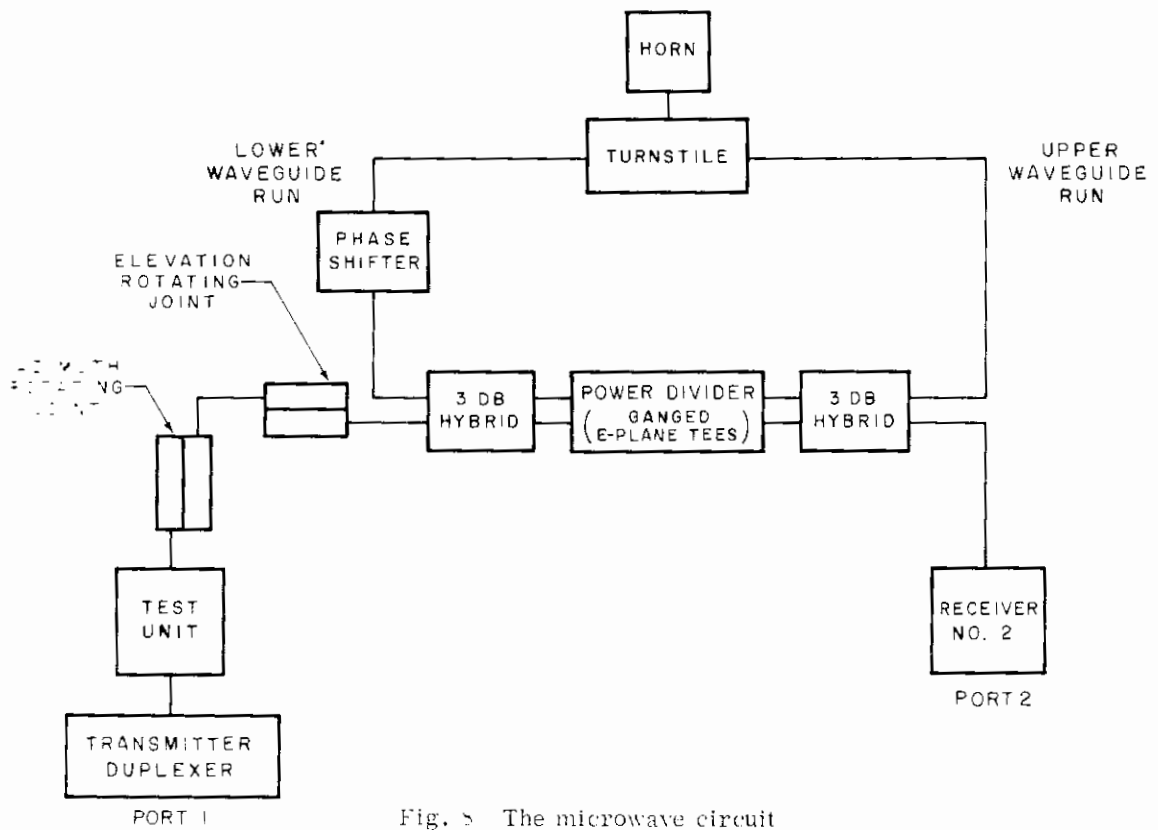 HORN
TURNSTILE
LOWER
WAVEGUIDE
RUN
UPPER
WAVEGUIDE
RUN
PHASE
SHIFTER
ELEVATION
ROTATING
JOINT
3 DB
HYBRID
POWER DIVIDER
(GANGED
E-PLANE TEES)
3 DB
HYBRID
TEST
UNIT
RECEIVER
NO. 2
PORT 2
TRANSMITTER
DUPLEXER
PORT 1
Fig. The microwave circuit